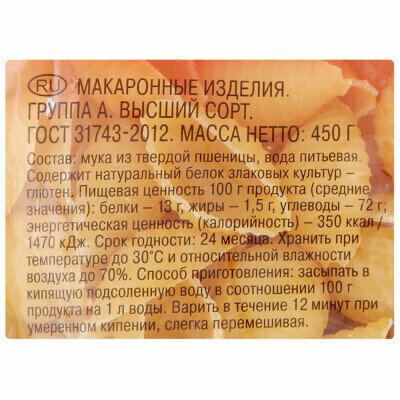 RU МАКАРОННЫЕ ИЗДЕЛИЯ.
ГРУППА А. ВЫСШИЙ СОРТ.
ГОСТ 31743-2012. МАССА НЕТТО: 450 Г
Состав: мука из твердой пшеницы, вода питьевая.
Содержит натуральный белок злаковых культур –
глютен. Пищевая ценность 100 г продукта (средние
значения): белки – 13 г, жиры – 1,5 г, углеводы – 72 г;
энергетическая ценность (калорийность) – 350 ккал/
1470 кДж. Срок годности: 24 месяца. Хранить при
температуре до 30°С и относительной влажности
воздуха до 70%. Способ приготовления: засыпать в
кипящую подсоленную воду в соотношении 100 г
продукта на 1 л воды. Варить в течение 12 минут при
умеренном кипении, слегка перемешивая.